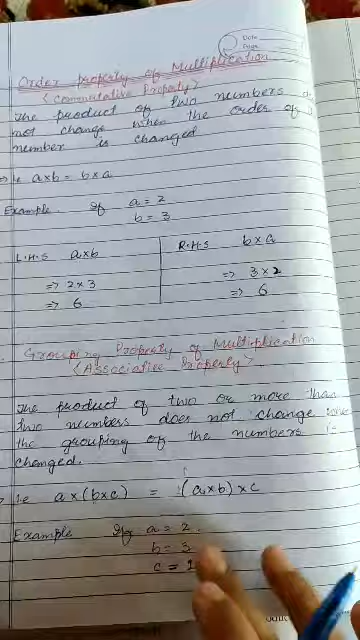 Date
Page
Order property of Multiplication
<Commutative Property>
The product of two numbers
not change when the order of
number is changed
i.e a×b = b×a
Example. If a = 2
b = 3
L.H.S a×b
=> 2×3
=> 6
R.H.S b×a
=> 3×2
=> 6
Grouping Property of Multiplication
<Associative Property>
The product of two or more than
two numbers does not change
the grouping of the numbers is
changed.
i.e a×(b×c) = (a×b)×c
Example If a = 2
b = 3
c =